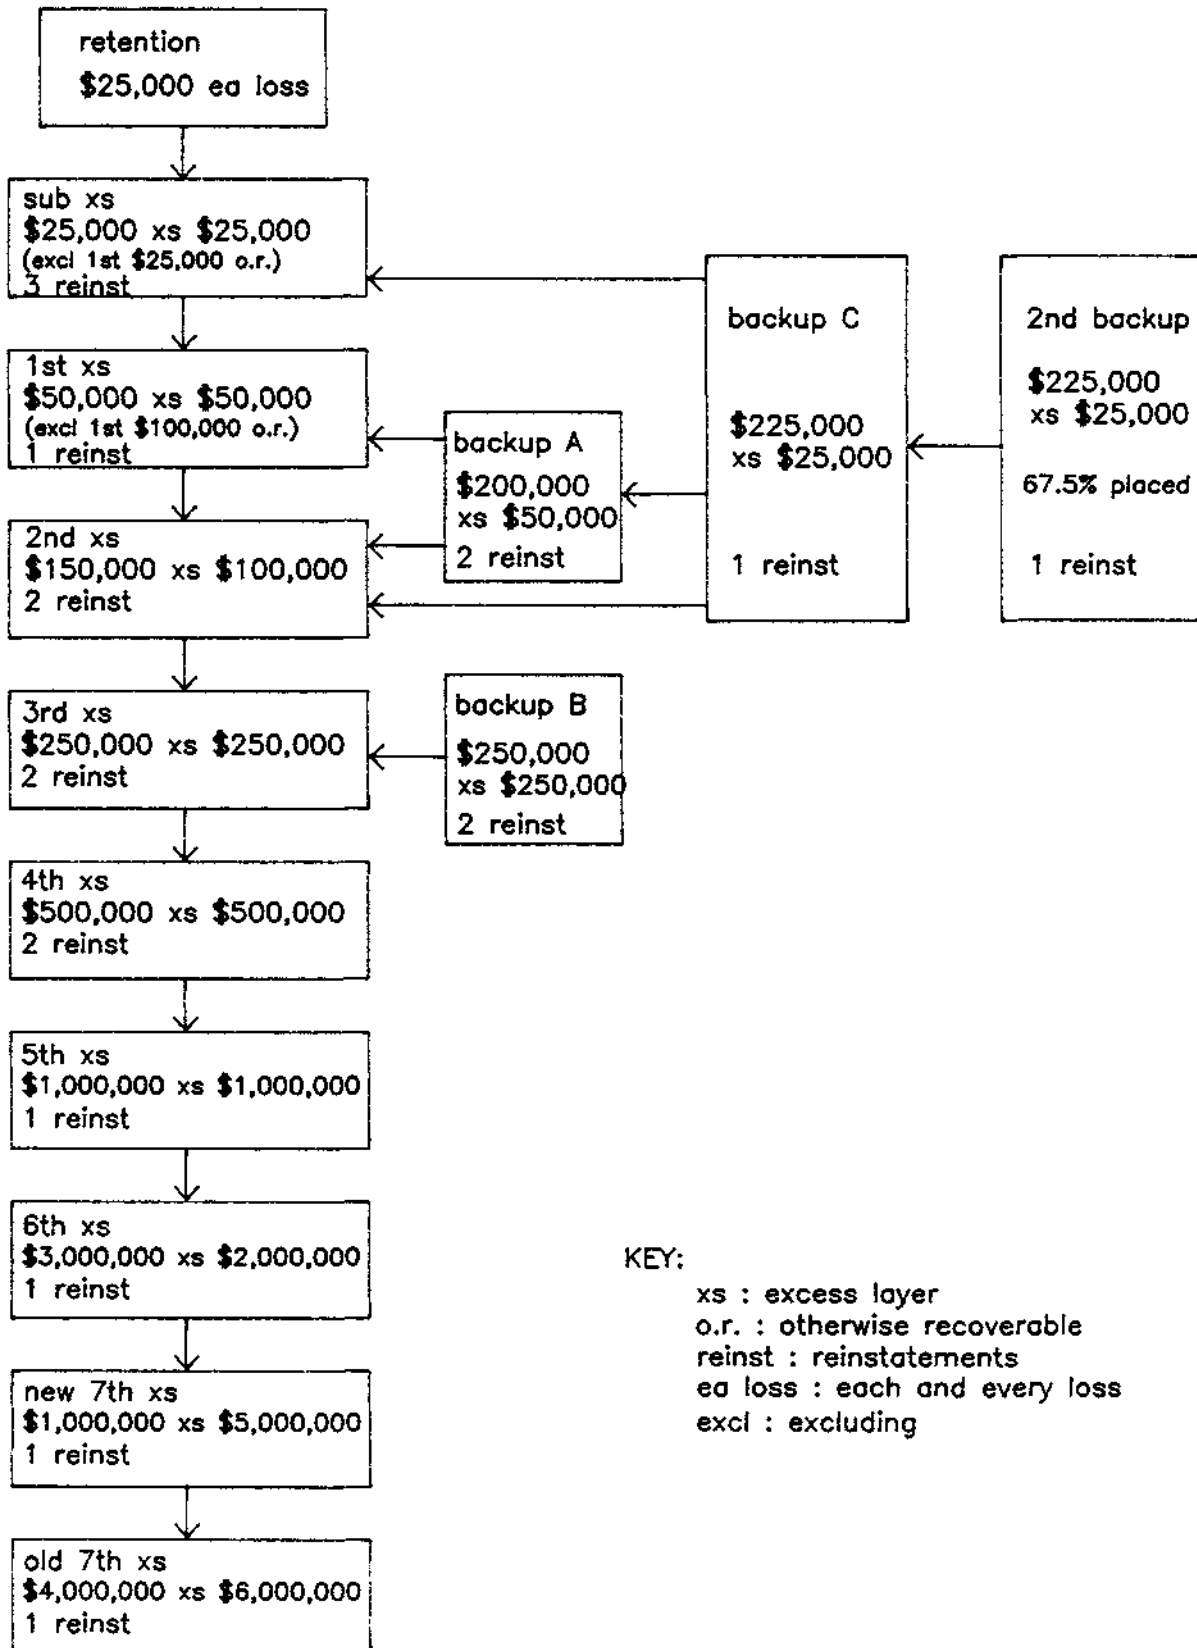 retention
$25,000 ea loss
sub xs
$25,000 xs $25,000
(excl 1st $25,000 o.r.)
3 reinst
1st xs
$50,000 xs $50,000
(excl 1st $100,000 o.r.)
1 reinst
2nd xs
$150,000 xs $100,000
2 reinst
backup A
$200,000
xs $50,000
2 reinst
backup C
$225,000
xs $25,000
1 reinst
2nd backup
$225,000
xs $25,000
67.5% placed
1 reinst
3rd xs
$250,000 xs $250,000
2 reinst
backup B
$250,000
xs $250,000
2 reinst
4th xs
$500,000 xs $500,000
2 reinst
5th xs
$1,000,000 xs $1,000,000
1 reinst
6th xs
$3,000,000 xs $2,000,000
1 reinst
new 7th xs
$1,000,000 xs $5,000,000
1 reinst
old 7th xs
$4,000,000 xs $6,000,000
1 reinst
KEY:
xs : excess layer
o.r. : otherwise recoverable
reinst : reinstatements
ea loss : each and every loss
excl : excluding